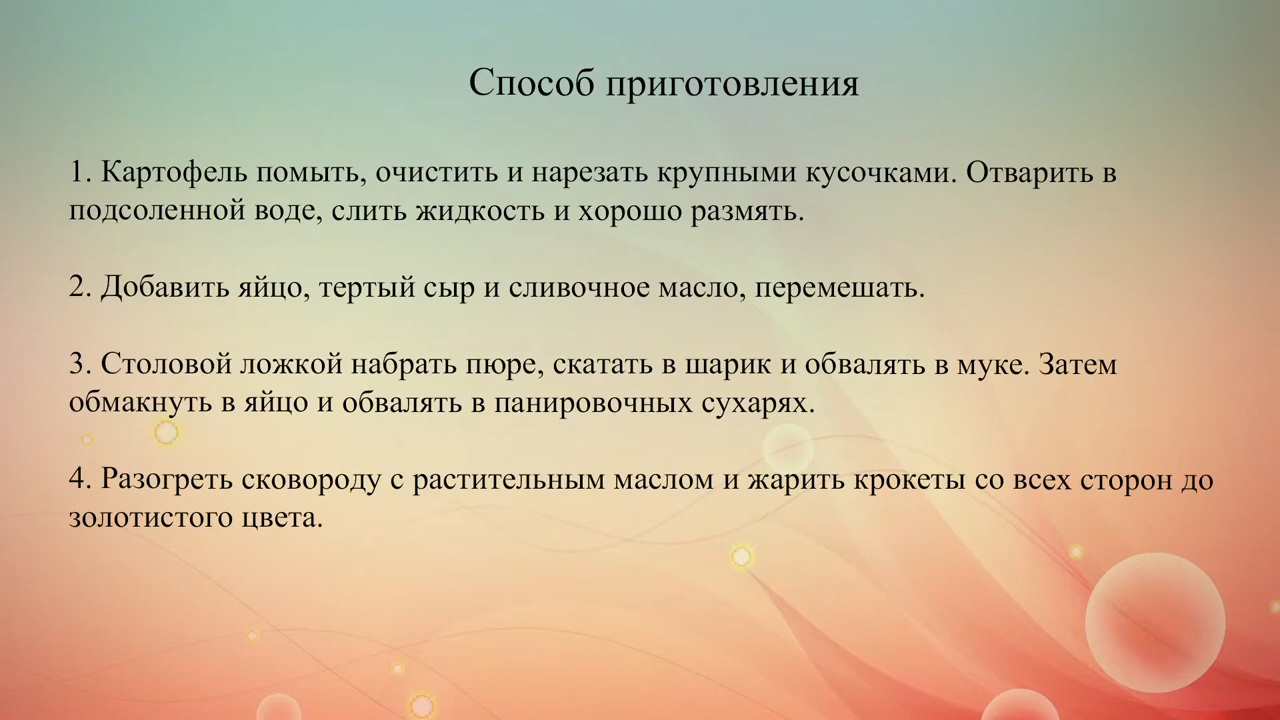 Способ приготовления
1. Картофель помыть, очистить и нарезать крупными кусочками. Отварить в
подсоленной воде, слить жидкость и хорошо размять.
2. Добавить яйцо, тертый сыр и сливочное масло, перемешать.
3. Столовой ложкой набрать пюре, скатать в шарик и обвалять в муке. Затем
обмакнуть в яйцо и обвалять в панировочных сухарях.
4. Разогреть сковороду с растительным маслом и жарить крокеты со всех сторон до
золотистого цвета.